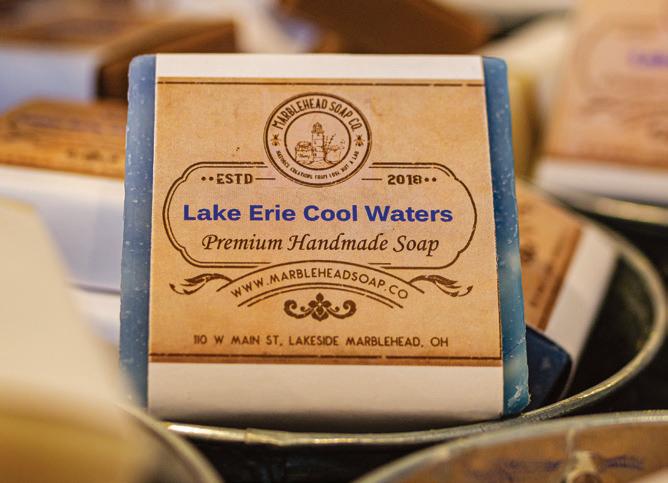 MARBLEHEAD SOAP CO.
ESTD 2018
Lake Erie Cool Waters
Premium Handmade Soap
WWW.MARBLEHEADSOAP.CO
110 W MAIN ST, LAKESIDE MARBLEHEAD, OH